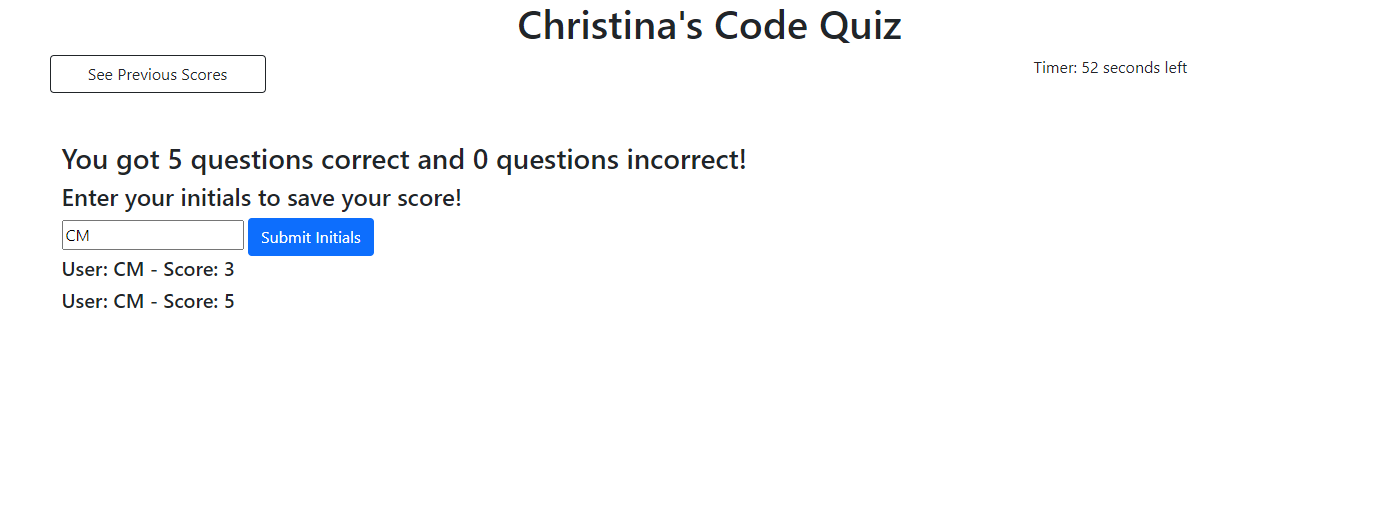 Christina's Code Quiz
See Previous Scores
Timer: 52 seconds left
You got 5 questions correct and 0 questions incorrect!
Enter your initials to save your score!
CM
Submit Initials
User: CM - Score: 3
User: CM - Score: 5